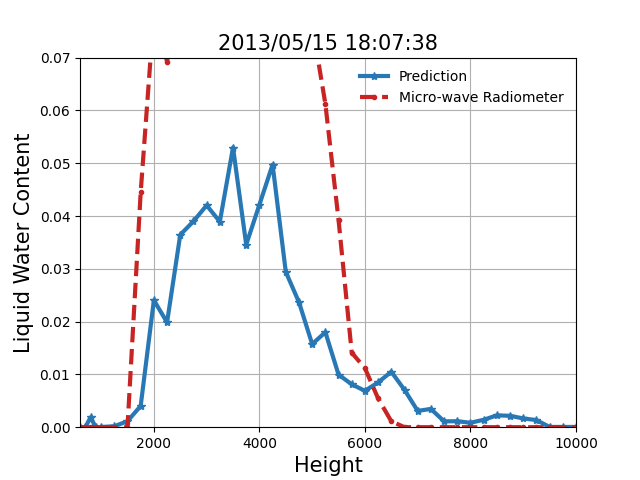 2013/05/15 18:07:38
Prediction
Micro-wave Radiometer
Liquid Water Content
0.07
0.06
0.05
0.04
0.03
0.02
0.01
0.00
2000 4000 6000 8000 10000
Height